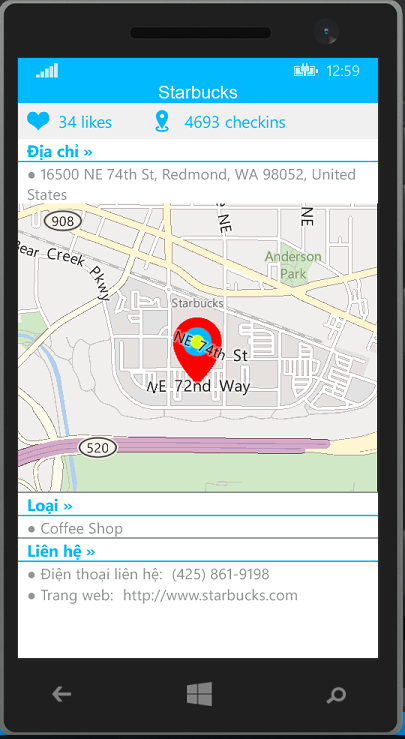 12:59
Starbucks
34 likes
4693 checkins
Địa chỉ »
● 16500 NE 74th St, Redmond, WA 98052, United
States
908
NE
NE
Bear Creek Pkwy
Anderson
Park
Starbucks
NE 74th St
NE 72nd Way
520
Loại »
● Coffee Shop
Liên hệ »
● Điện thoại liên hệ: (425) 861-9198
● Trang web: http://www.starbucks.com